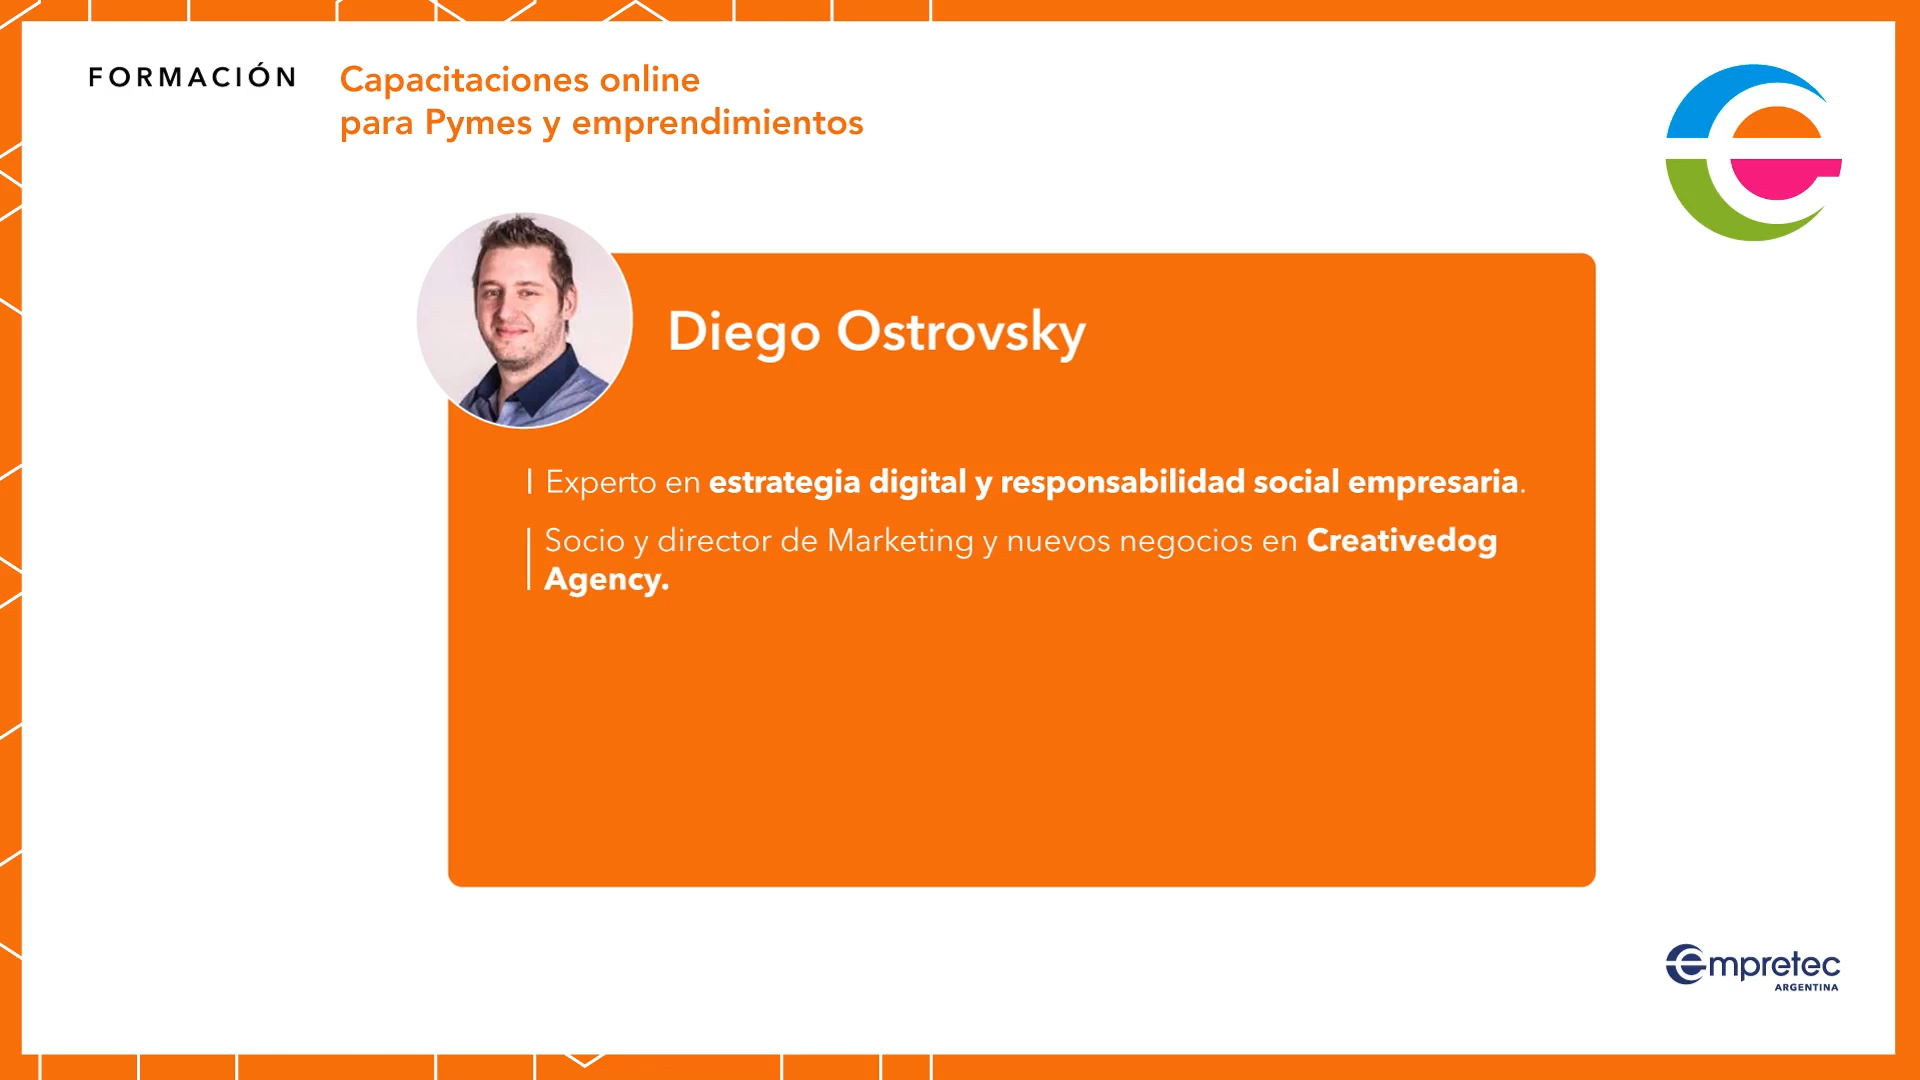 FORMACIÓN
Capacitaciones online
para Pymes y emprendimientos
Diego Ostrovsky
Experto en estrategia digital y responsabilidad social empresaria.
Socio y director de Marketing y nuevos negocios en Creativedog
Agency.
empretec
ARGENTINA